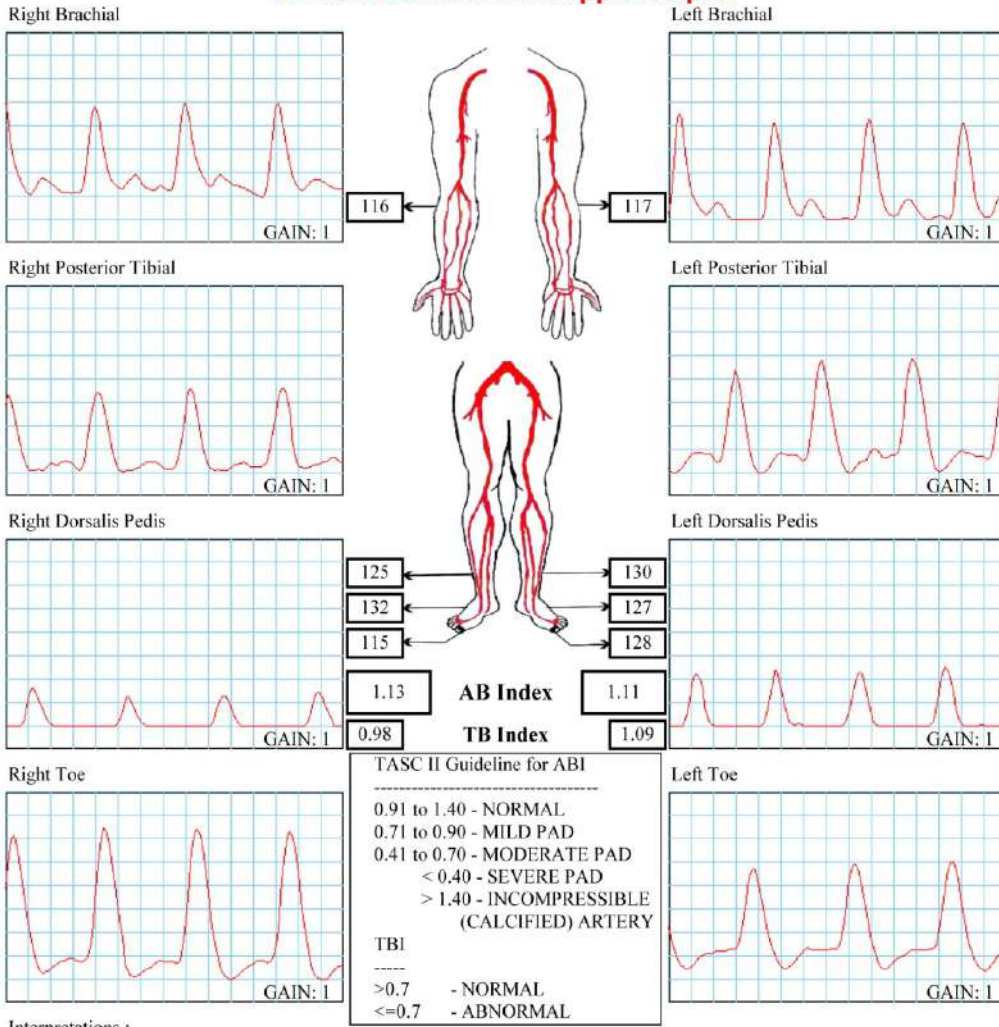 Right Brachial
Left Brachial
116
117
GAIN: 1
GAIN: 1
Right Posterior Tibial
Left Posterior Tibial
GAIN: 1
GAIN: 1
Right Dorsalis Pedis
Left Dorsalis Pedis
125
130
132
127
115
128
1.13 AB Index 1.11
GAIN: 1
0.98 TB Index 1.09
GAIN: 1
Right Toe
Left Toe
TASC II Guideline for ABI
------------------------------------
0.91 to 1.40 - NORMAL
0.71 to 0.90 - MILD PAD
0.41 to 0.70 - MODERATE PAD
< 0.40 - SEVERE PAD
> 1.40 - INCOMPRESSIBLE
(CALCIFIED) ARTERY
TBI
-----
>0.7 - NORMAL
<=0.7 - ABNORMAL
GAIN: 1
GAIN: 1